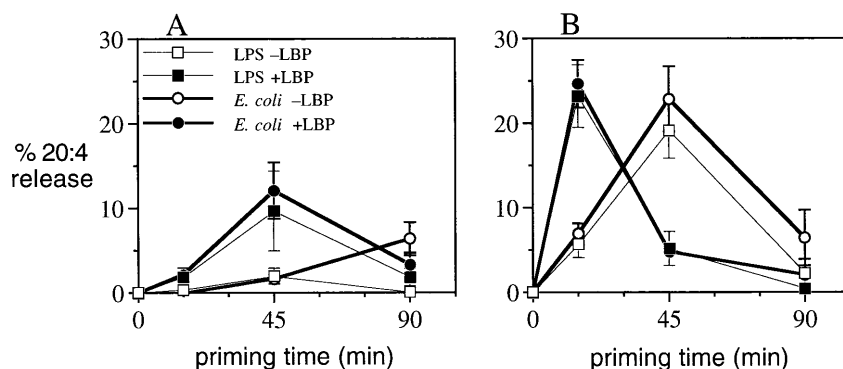 A
30
20
10
0
LPS –LBP
LPS +LBP
E. coli –LBP
E. coli +LBP
% 20:4
release
0
45
90
priming time (min)
B
30
20
10
0
0
45
90
priming time (min)